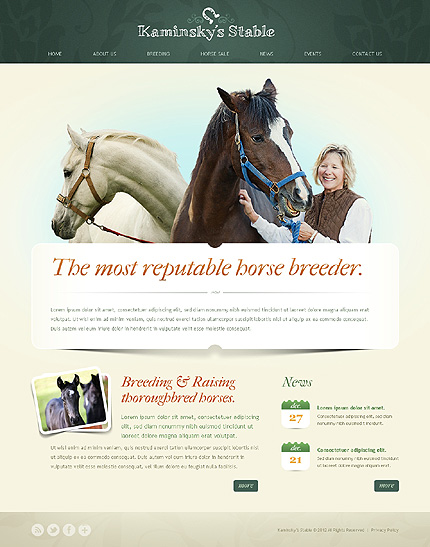 Kaminsky's Stable
HOME ABOUT US BREEDING HORSE SALE NEWS EVENTS CONTACT US
The most reputable horse breeder.
Lorem ipsum dolor sit amet, consectetuer adipiscing elit, sed diam nonummy nibh euismod tincidunt ut laoreet dolore magna aliquam erat
volutpat. Utwisi enim ad minim veniam, quis nostrud exerci tation ullamcorper suscipit lobortis nisl ut aliquip ex ea commodo consequat.
Duis autem vel eum iriure dolor in hendrerit in vulputate velit esse molestie consequat.
Breeding & Raising
thoroughbred horses.
Lorem ipsum dolor sit amet, consectetuer adipiscing
elit, sed diam nonummy nibh euismod tincidunt ut
laoreet dolore magna aliquam erat volutpat.
Ut wisi enim ad minim veniam, quis nostrud exerci tation ullamcorper suscipit lobortis nisl
ut aliquip ex ea commodo consequat. Duis autem vel eum iriure dolor in hendrerit in vulputate
velit esse molestie consequat, vel illum dolore eu feugiat nulla facilisis.
more
News
dec.
27
Lorem ipsum dolor sit amet.
Consectetuer adipiscing elit, sed diam
nonummy nibh euismod tincidunt.
dec.
21
Consectetuer adipiscing elit.
Sed diam nonummy nibh euismod
tincidunt ut laoreet dolore magna.
more
Kaminsky's Stable © 2012 All Rights Reserved | Privacy Policy